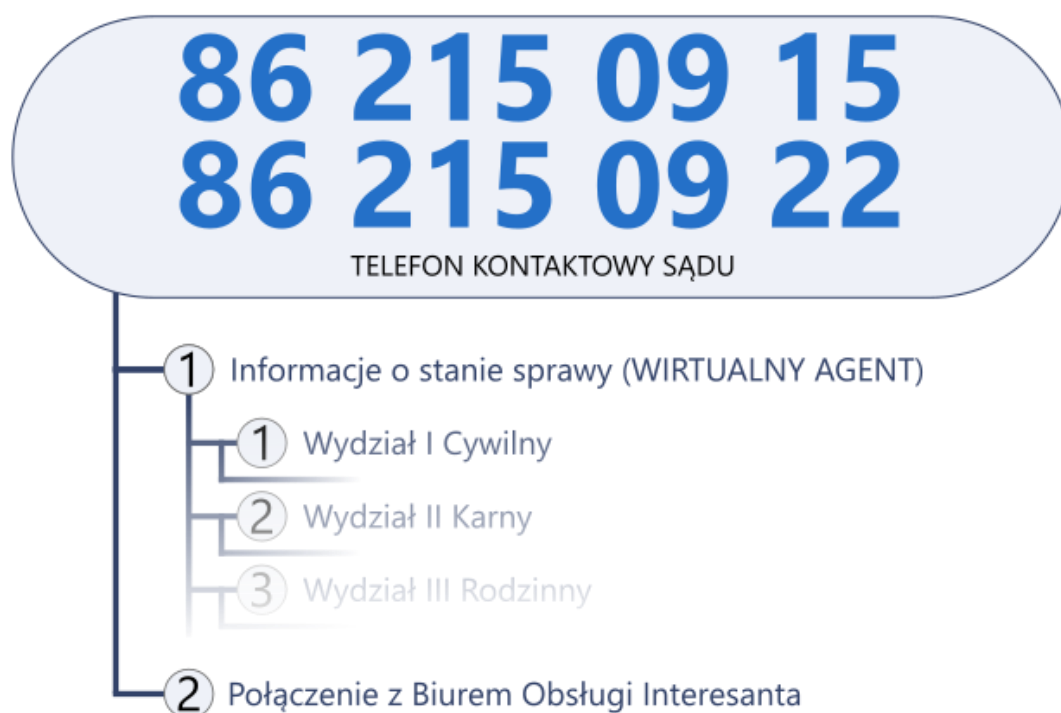 86 215 09 15
86 215 09 22
TELEFON KONTAKTOWY SĄDU
1 Informacje o stanie sprawy (WIRTUALNY AGENT)
1 Wydział I Cywilny
2 Wydział II Karny
3 Wydział III Rodzinny
2 Połączenie z Biurem Obsługi Interesanta